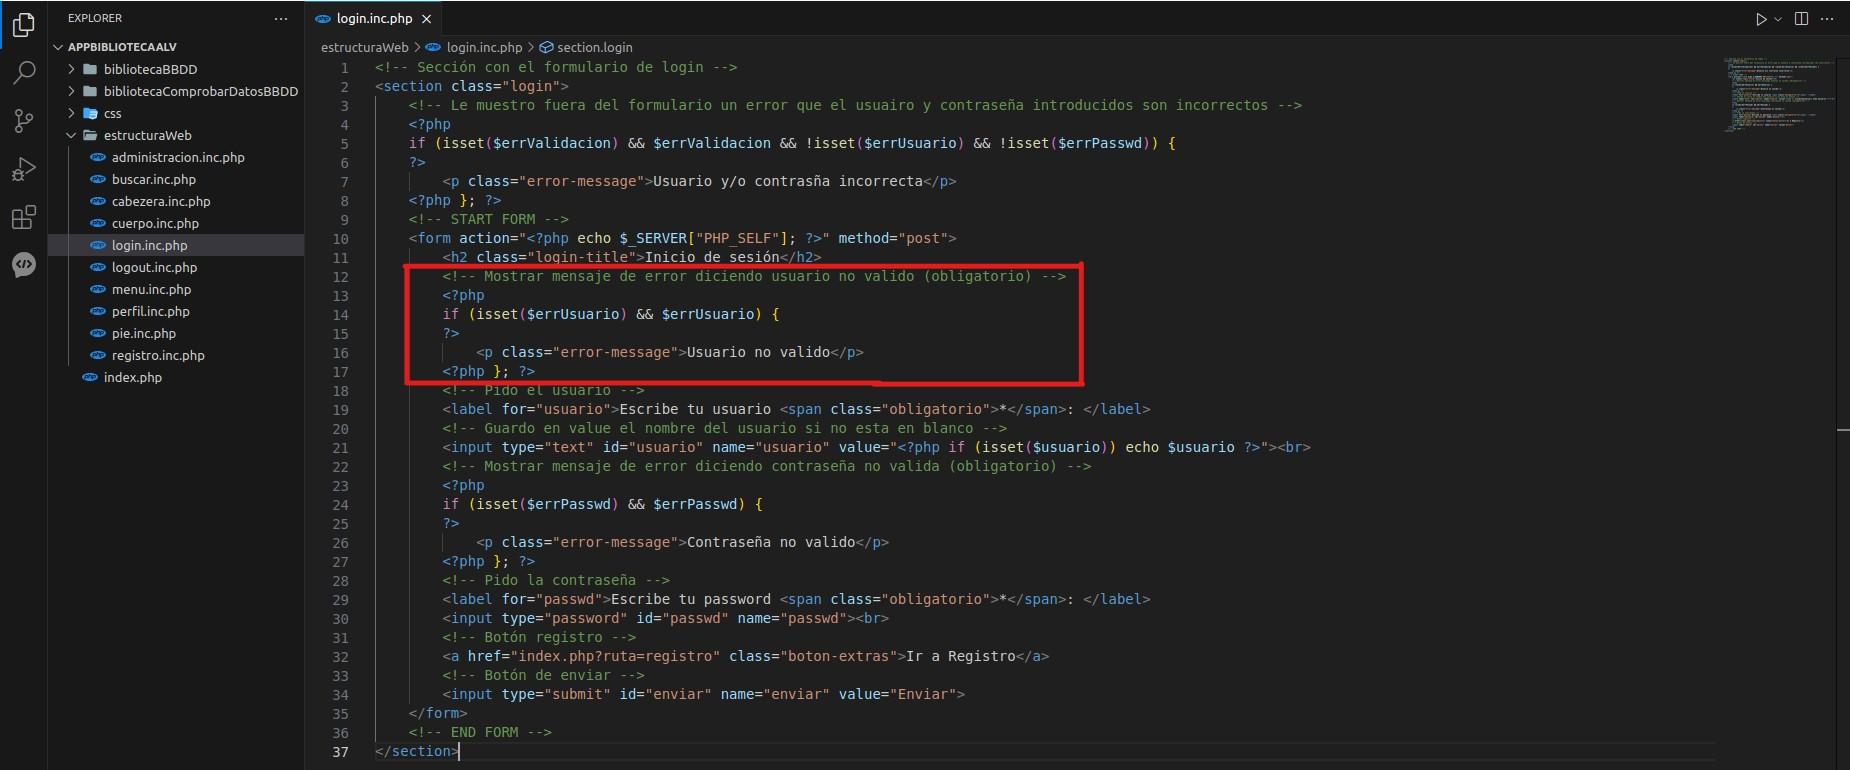 EXPLORER
APPBIBLIOTECAALV
bibliotecaBBDD
bibliotecaComprobarDatosBBDD
css
estructuraWeb
administracion.inc.php
buscar.inc.php
cabezera.inc.php
cuerpo.inc.php
login.inc.php
logout.inc.php
menu.inc.php
perfil.inc.php
pie.inc.php
registro.inc.php
index.php
login.inc.php
estructuraWeb > login.inc.php > section.login
1 <!-- Sección con el formulario de login -->
2 <section class="login">
3 <!-- Le muestro fuera del formulario un error que el usuairo y contraseña introducidos son incorrectos -->
4 <?php
5 if (isset($errValidacion) && $errValidacion && !isset($errUsuario) && !isset($errPasswd)) {
6 ?>
7 <p class="error-message">Usuario y/o contrasña incorrecta</p>
8 <?php }; ?>
9 <!-- START FORM -->
10 <form action="<?php echo $_SERVER["PHP_SELF"]; ?>" method="post">
11 <h2 class="login-title">Inicio de sesión</h2>
12 <!-- Mostrar mensaje de error diciendo usuario no valido (obligatorio) -->
13 <?php
14 if (isset($errUsuario) && $errUsuario) {
15 ?>
16 <p class="error-message">Usuario no valido</p>
17 <?php }; ?>
18 <!-- Pido el usuario -->
19 <label for="usuario">Escribe tu usuario <span class="obligatorio">*</span>: </label>
20 <!-- Guardo en value el nombre del usuario si no esta en blanco -->
21 <input type="text" id="usuario" name="usuario" value="<?php if (isset($usuario)) echo $usuario ?>"><br>
22 <!-- Mostrar mensaje de error diciendo contraseña no valida (obligatorio) -->
23 <?php
24 if (isset($errPasswd) && $errPasswd) {
25 ?>
26 <p class="error-message">Contraseña no valido</p>
27 <?php }; ?>
28 <!-- Pido la contraseña -->
29 <label for="passwd">Escribe tu password <span class="obligatorio">*</span>: </label>
30 <input type="password" id="passwd" name="passwd"><br>
31 <!-- Botón registro -->
32 <a href="index.php?ruta=registro" class="boton-extras">Ir a Registro</a>
33 <!-- Botón de enviar -->
34 <input type="submit" id="enviar" name="enviar" value="Enviar">
35 </form>
36 <!-- END FORM -->
37 </section>